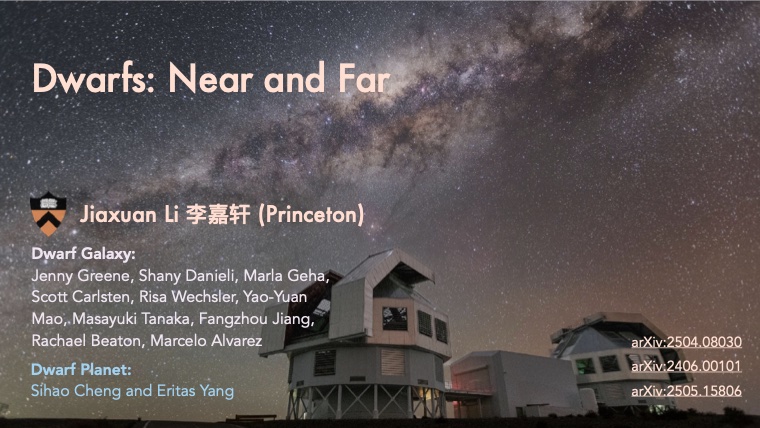 Dwarfs: Near and Far
Jiaxuan Li 李嘉轩 (Princeton)
Dwarf Galaxy:
Jenny Greene, Shany Danieli, Marla Geha,
Scott Carlsten, Risa Wechsler, Yao-Yuan
Mao, Masayuki Tanaka, Fangzhou Jiang,
Rachael Beaton, Marcelo Alvarez
Dwarf Planet:
Sihao Cheng and Eritas Yang
arXiv:2504.08030
arXiv:2406.00101
arXiv:2505.15806